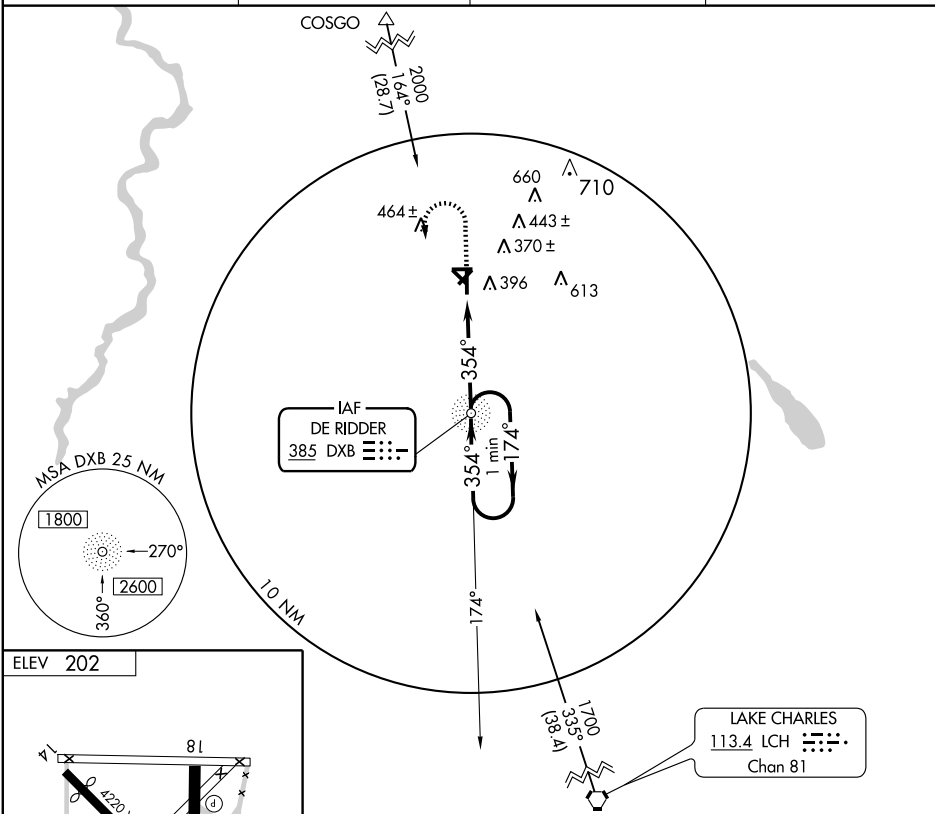 COSGO
2000
164°
(28.7)
660
710
464 ±
443 ±
370 ±
396
613
354°
IAF
DE RIDDER
385 DXB
354°
1 min
174°
MSA DXB 25 NM
1800
270°
2600
360°
10 NM
174°
1700
335°
(38.4)
LAKE CHARLES
113.4 LCH
Chan 81
ELEV 202
14
18
4220
P